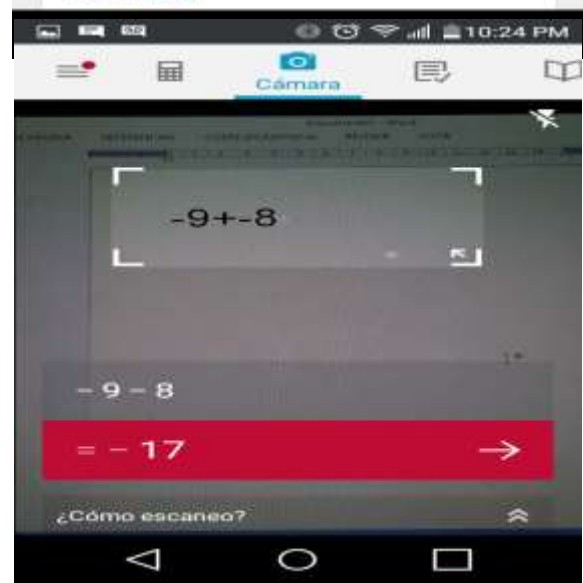 10:24 PM
Cámara
-9+-8
- 9 - 8
= - 17
¿Cómo escaneo?